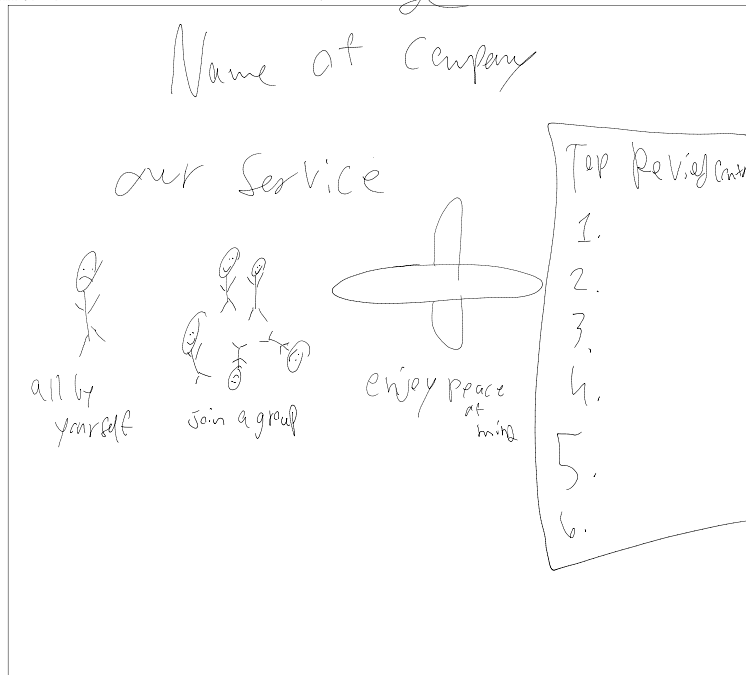 Name of Company
our Service
all by
yourself
join a group
enjoy peace
of
mind
Top
1.
2.
3.
4.
5.
6.